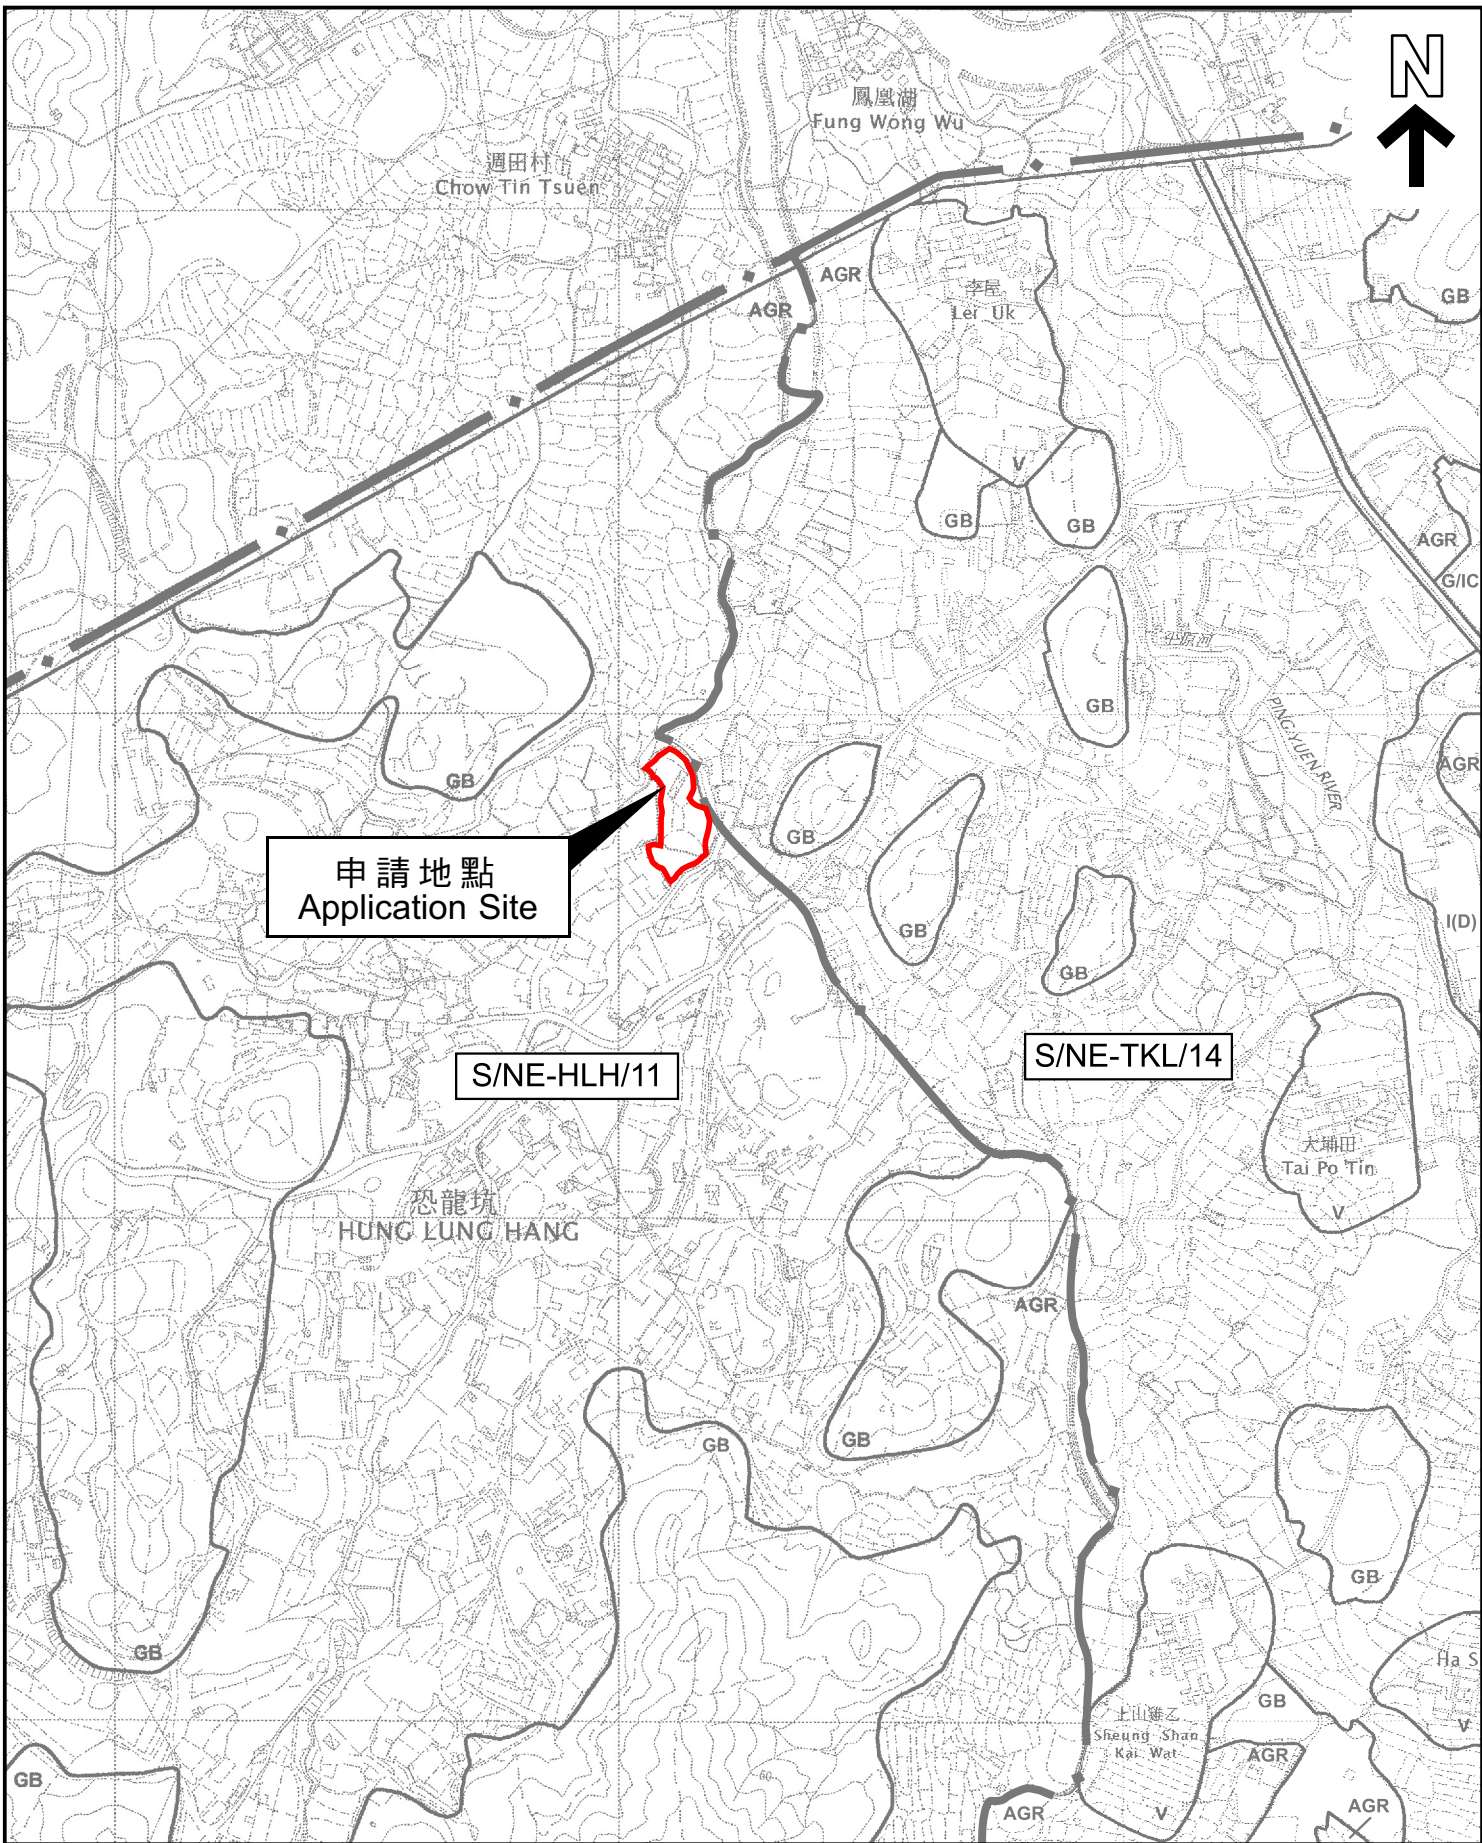 N
鳳凰湖
Fung Wong Wu
週田村
Chow Tin Tsuen
AGR
AGR
李屋
Lei Uk
GB
V
GB
GB
AGR
G/IC
GB
PING YUEN RIVER
GB
AGR
GB
GB
申請地點
Application Site
GB
I(D)
S/NE-HLH/11
S/NE-TKL/14
大埔田
Tai Po Tin
V
恐龍坑
HUNG LUNG HANG
AGR
GB
GB
GB
GB
Ha S
GB
V
上山雞乙
Sheung Shan
Kai Wat
AGR
GB
60
AGR
V
AGR